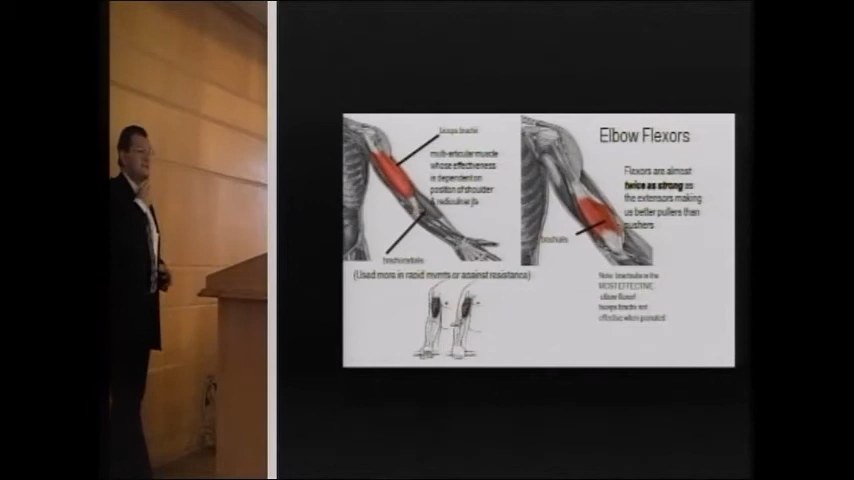 biceps brachii
multi-articular muscle
whose effectiveness
is dependent on
position of shoulder
& radioulnar jts
brachioradialis
(Used more in rapid mvmts or against resistance)
Elbow Flexors
Flexors are almost
twice as strong as
the extensors making
us better pullers than
pushers
brachialis
Note: brachialis is the
MOST EFFECTIVE
elbow flexor!
biceps brachii not
effective when pronated